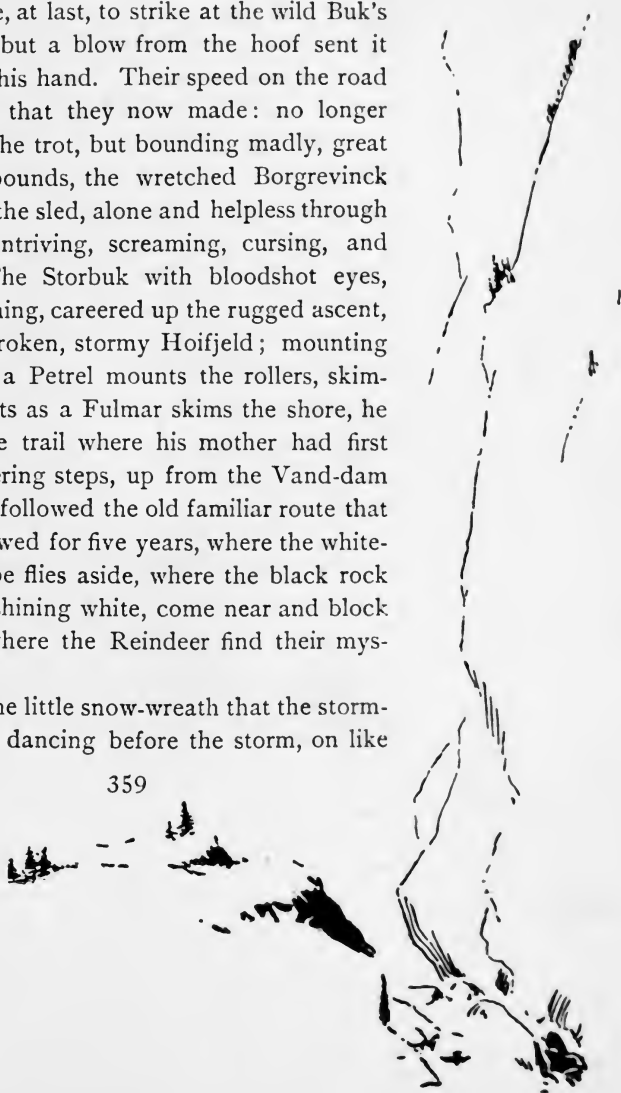 e, at last, to strike at the wild Buk's
but a blow from the hoof sent it
his hand. Their speed on the road
that they now made: no longer
he trot, but bounding madly, great
ounds, the wretched Borgrevinck
the sled, alone and helpless through
ntriving, screaming, cursing, and
he Storbuk with bloodshot eyes,
ning, careered up the rugged ascent,
roken, stormy Hoifjeld; mounting
a Petrel mounts the rollers, skim-
ts as a Fulmar skims the shore, he
e trail where his mother had first
ring steps, up from the Vand-dam
followed the old familiar route that
wed for five years, where the white-
pe flies aside, where the black rock
hining white, come near and block
here the Reindeer find their mys-
ne little snow-wreath that the storm-
dancing before the storm, on like
359